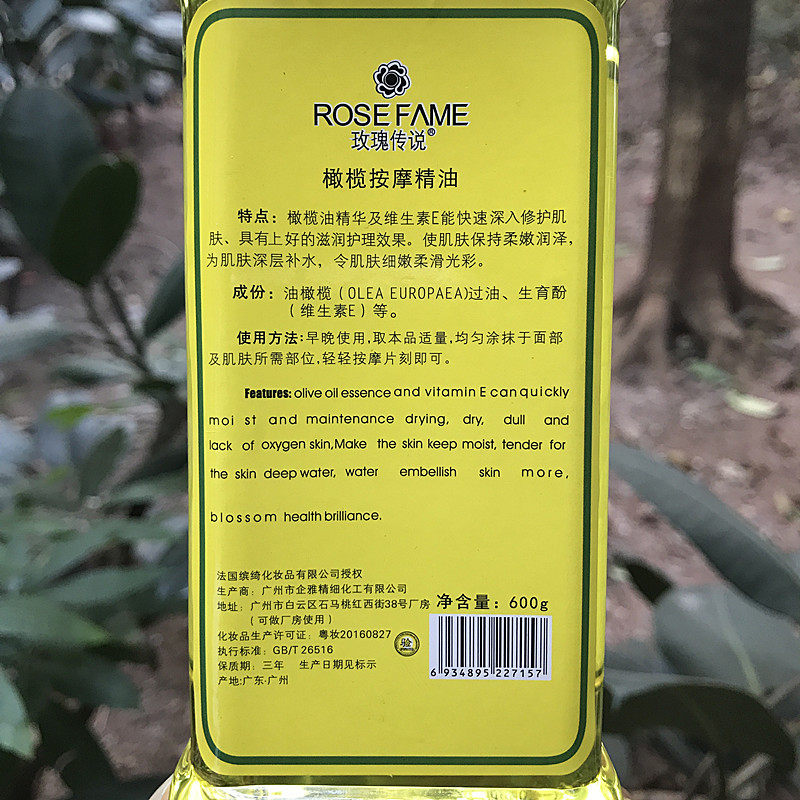 ROSE FAME
玫瑰传说®
橄榄按摩精油
特点：橄榄油精华及维生素E能快速深入修护肌
肤、具有上好的滋润护理效果。使肌肤保持柔嫩润泽，
为肌肤深层补水，令肌肤细嫩柔滑光彩。
成份：油橄榄（OLEA EUROPAEA)过油、生育酚
（维生素E）等。
使用方法：早晚使用，取本品适量，均匀涂抹于面部
及肌肤所需部位，轻轻按摩片刻即可。
Features: olive oil essence and vitamin E can quickly
moi st and maintenance drying, dry, dull and
lack of oxygen skin,Make the skin keep moist, tender for
the skin deep water, water embellish skin more,
blossom health brilliance.
法国缤绮化妆品有限公司授权
生产商：广州市企雅精细化工有限公司
地址：广州市白云区石马桃红西街38号厂房
（可做厂房使用）
净含量：600g
化妆品生产许可证：粤妆20160827
执行标准：GB/T 26516
保质期：三年 生产日期见标示
产地:广东·广州
验
6 934895 227157